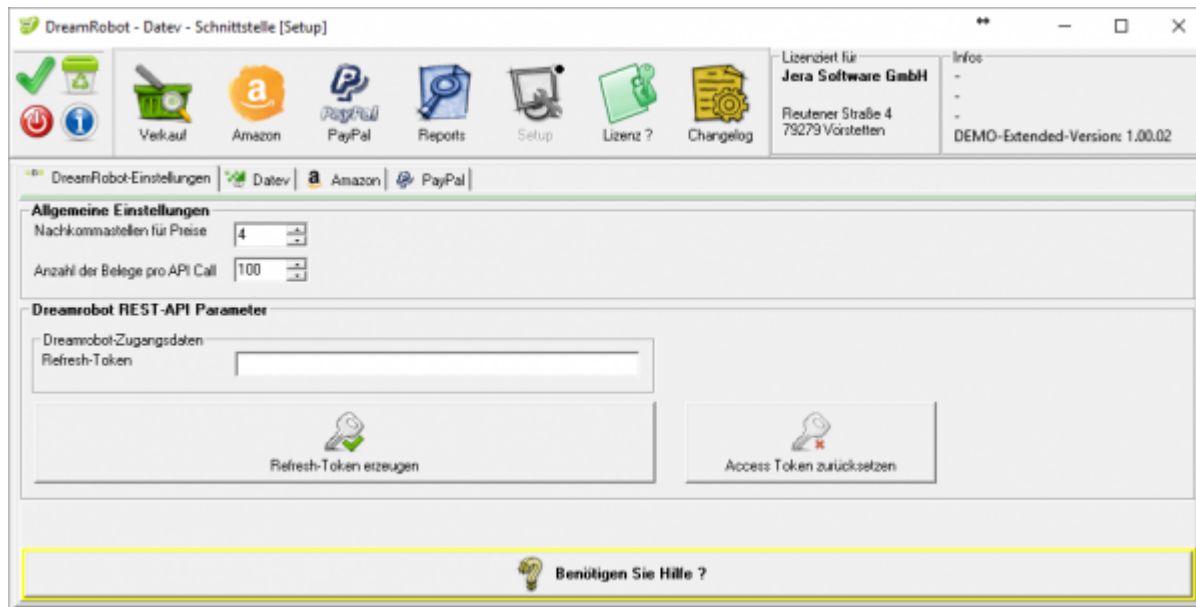 DreamRobot - Datev - Schnittstelle [Setup]
Verkauf
Amazon
PayPal
PayPal
Reports
Setup
Lizenz ?
Changelog
Lizenziert für
Jera Software GmbH
Reutener Straße 4
79279 Vörstetten
Infos
-
-
-
DEMO-Extended-Version: 1.00.02
DreamRobot-Einstellungen
Datev
Amazon
PayPal
Allgemeine Einstellungen
Nachkommastellen für Preise
4
Anzahl der Belege pro API Call
100
Dreamrobot REST-API Parameter
Dreamrobot-Zugangsdaten
Refresh-Token
Refresh-Token erzeugen
Access Token zurücksetzen
Benötigen Sie Hilfe ?